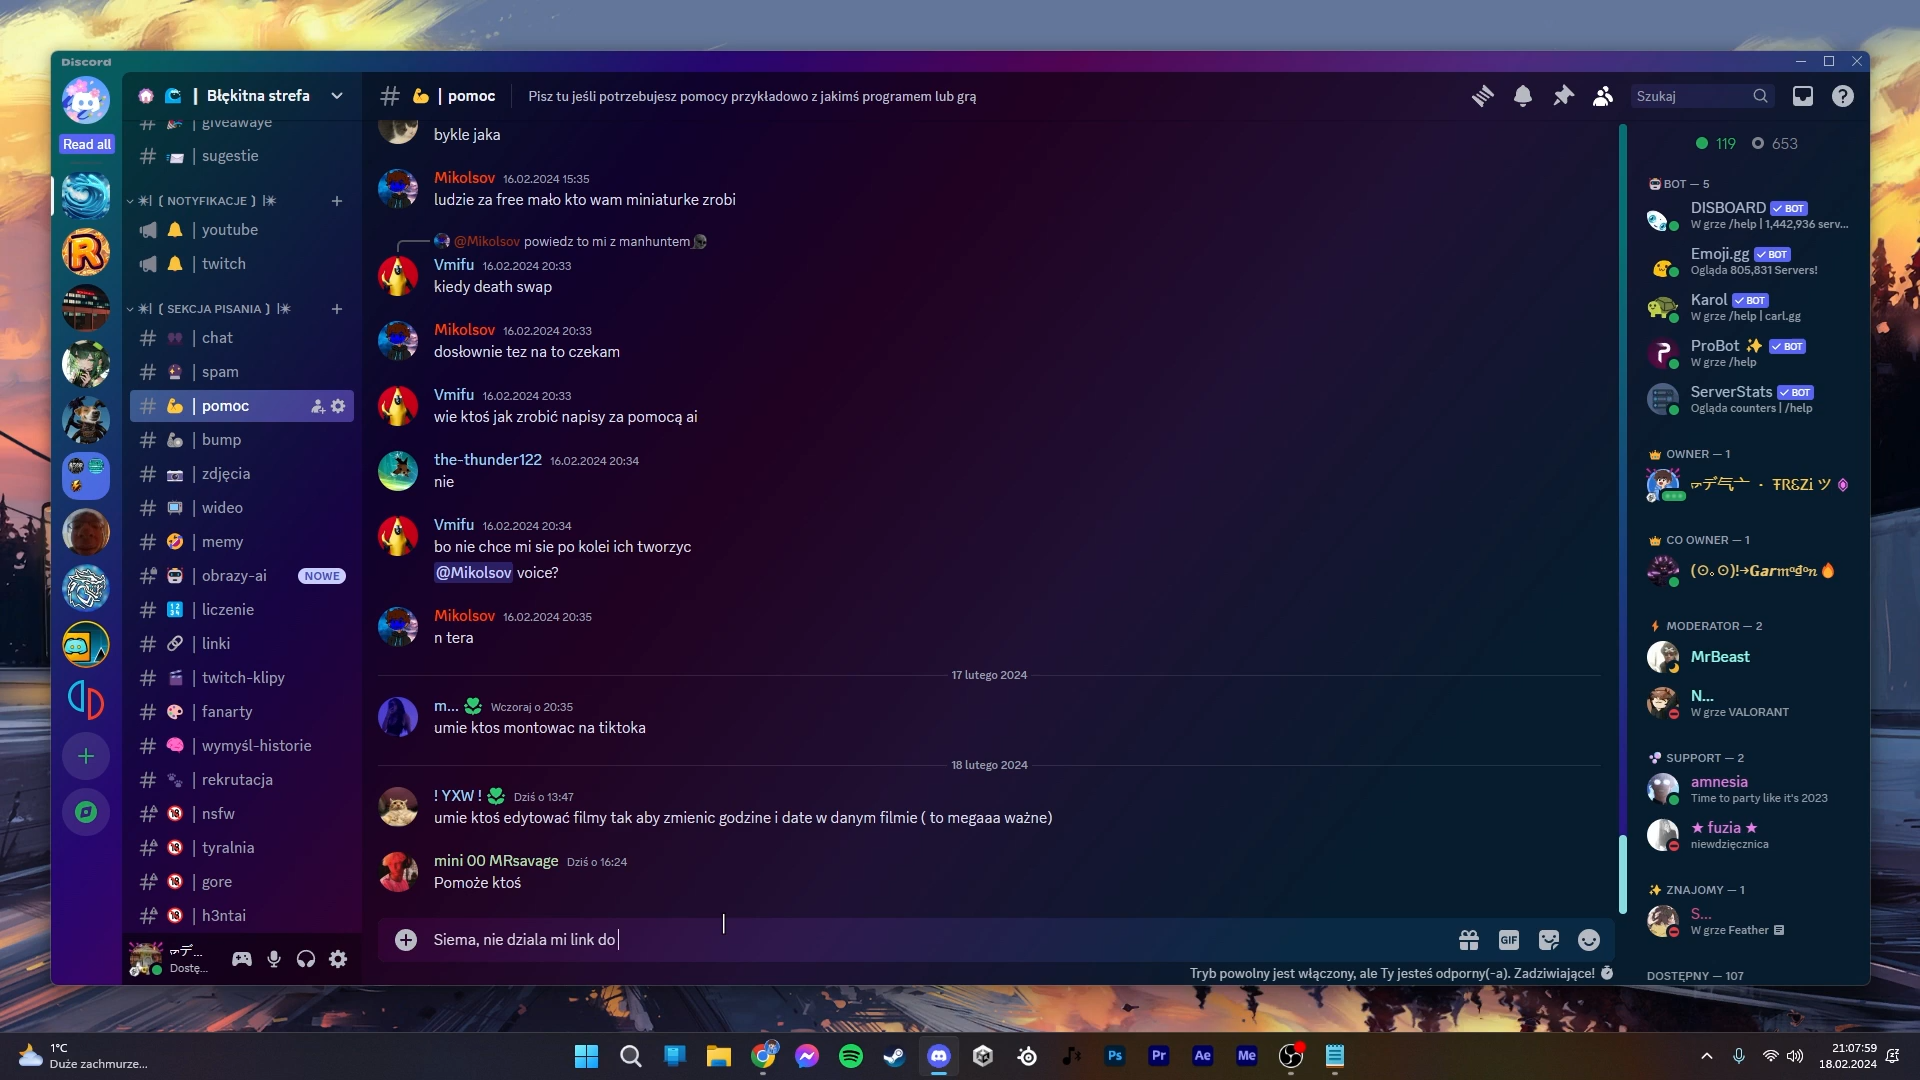 Discord
Read all
| Błękitna strefa
# | pomoc
Pisz tu jeśli potrzebujesz pomocy przykładowo z jakimś programem lub grą
Szukaj
# | giveawaye
# | sugestie
[ NOTYFIKACJE ]
| youtube
| twitch
[ SEKCJA PISANIA ]
# | chat
# | spam
# | pomoc
# | bump
# | zdjęcia
# | wideo
# | memy
# | obrazy-ai NOWE
# | liczenie
# | linki
# | twitch-klipy
# | fanarty
# | wymyśl-historie
# | rekrutacja
# | nsfw
# | tyralnia
# | gore
# | h3ntai
Dostę...
bykle jaka
Mikolsov 16.02.2024 15:35
ludzie za free mało kto wam miniaturke zrobi
@Mikolsov powiedz to mi z manhuntem
Vmifu 16.02.2024 20:33
kiedy death swap
Mikolsov 16.02.2024 20:33
dosłownie tez na to czekam
Vmifu 16.02.2024 20:33
wie ktoś jak zrobić napisy za pomocą ai
the-thunder122 16.02.2024 20:34
nie
Vmifu 16.02.2024 20:34
bo nie chce mi sie po kolei ich tworzyc
@Mikolsov voice?
Mikolsov 16.02.2024 20:35
n tera
17 lutego 2024
m... Wczoraj o 20:35
umie ktos montowac na tiktoka
18 lutego 2024
! YXW ! Dziś o 13:47
umie ktoś edytować filmy tak aby zmienic godzine i date w danym filmie ( to megaaa ważne)
mini 00 MRsavage Dziś o 16:24
Pomoże ktoś
Siema, nie dziala mi link do
GIF
Tryb powolny jest włączony, ale Ty jesteś odporny(-a). Zadziwiające!
119 653
BOT — 5
DISBOARD BOT
W grze /help | 1,442,936 serw...
Emoji.gg BOT
Ogląda 805,831 Servers!
Karol BOT
W grze /help | carl.gg
ProBot BOT
W grze /help
ServerStats BOT
Ogląda counters | /help
OWNER — 1
CO OWNER — 1
MODERATOR — 2
MrBeast
N...
W grze VALORANT
SUPPORT — 2
amnesia
Time to party like it's 2023
★ fuzia ★
niewdzięcznica
ZNAJOMY — 1
S...
W grze Feather
DOSTĘPNY — 107
1°C
Duże zachmurze...
Ps
Pr
Ae
Me
21:07:59
18.02.2024